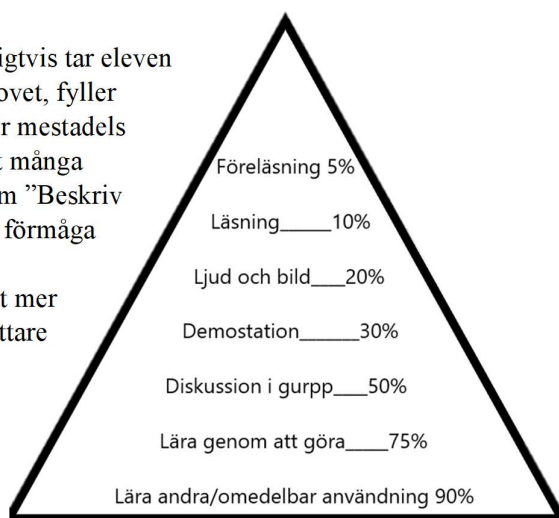 igtvis tar eleven
ovet, fyller
r mestadels
t många
m ”Beskriv
förmåga
t mer
ttare
Föreläsning 5%
Läsning_____10%
Ljud och bild___20%
Demostation______30%
Diskussion i gurpp___50%
Lära genom att göra____75%
Lära andra/omedelbar användning 90%